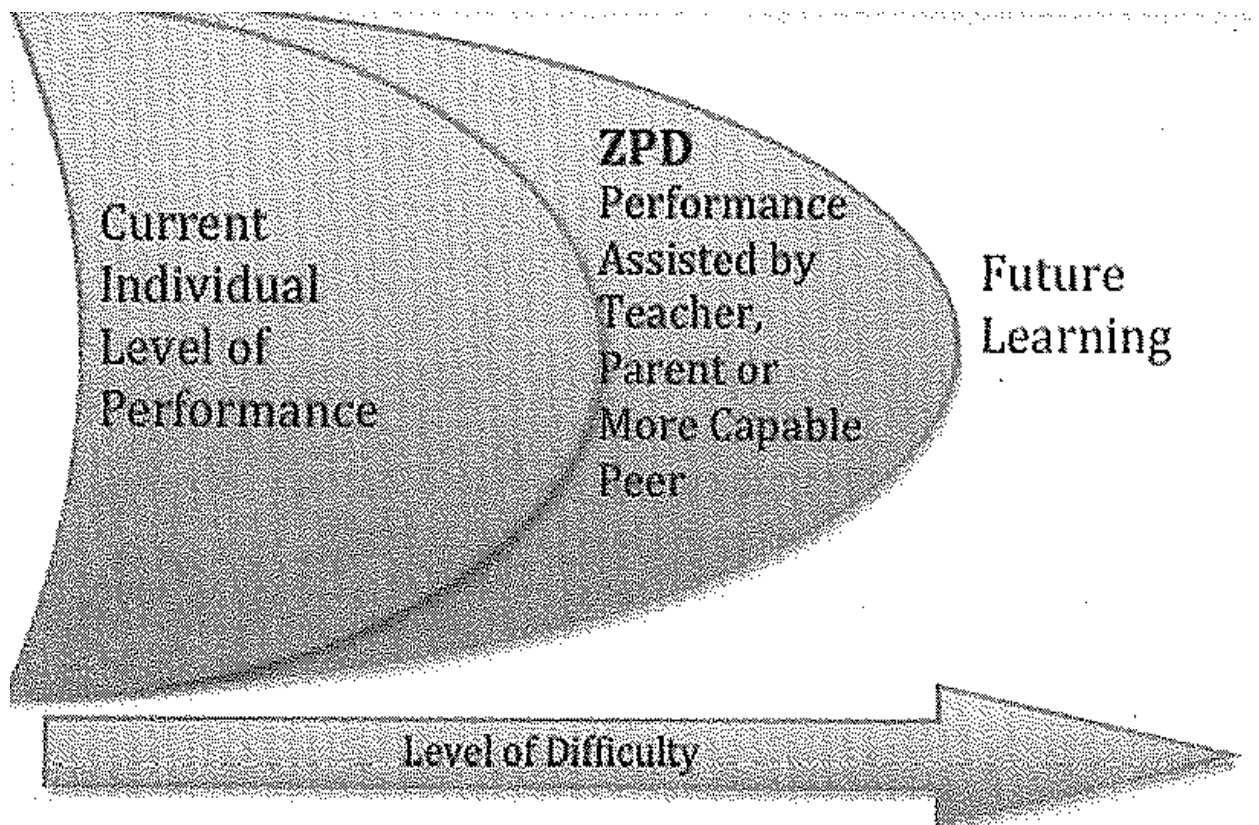 Current
Individual
Level of
Performance
ZPD
Performance
Assisted by
Teacher,
Parent or
More Capable
Peer
Future
Learning
Level of Difficulty